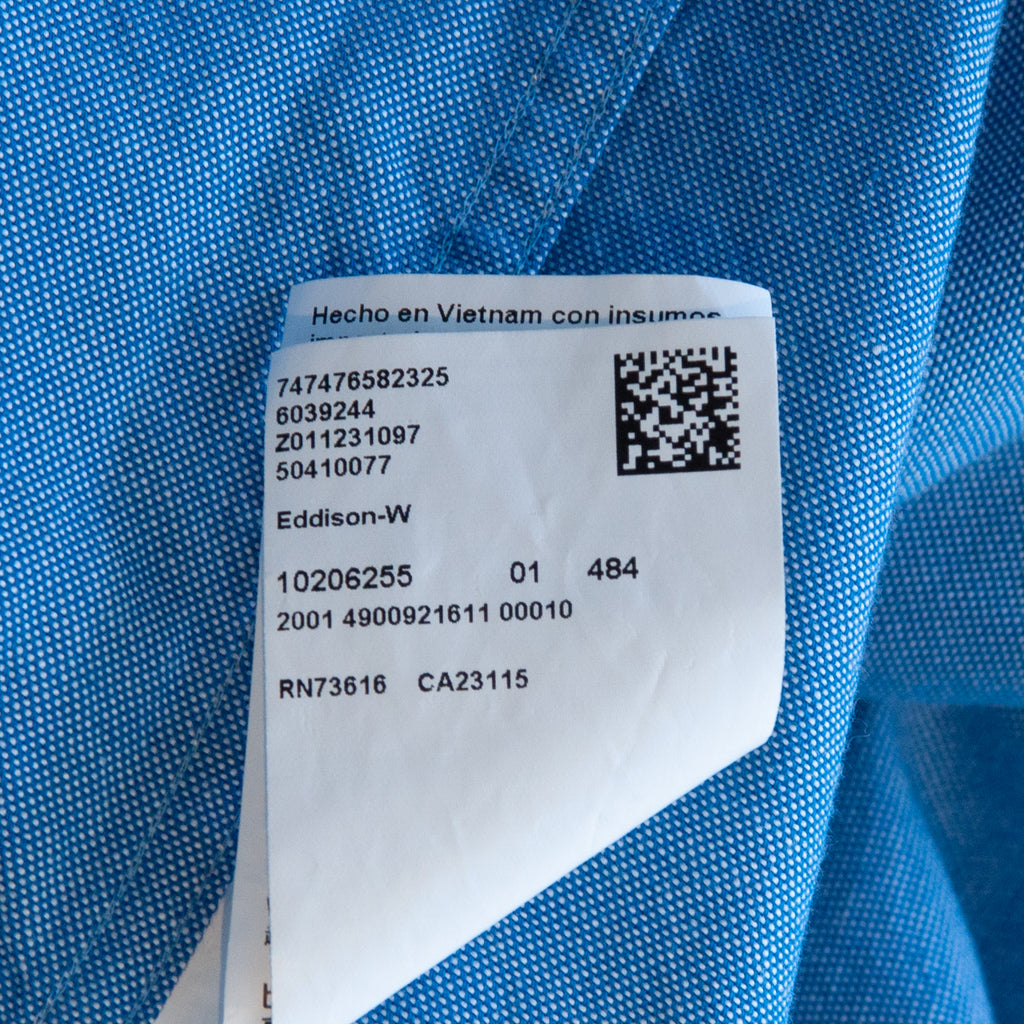 Hecho en Vietnam con insumos
747476582325
6039244
Z011231097
50410077
Eddison-W
10206255 01 484
2001 4900921611 00010
RN73616 CA23115